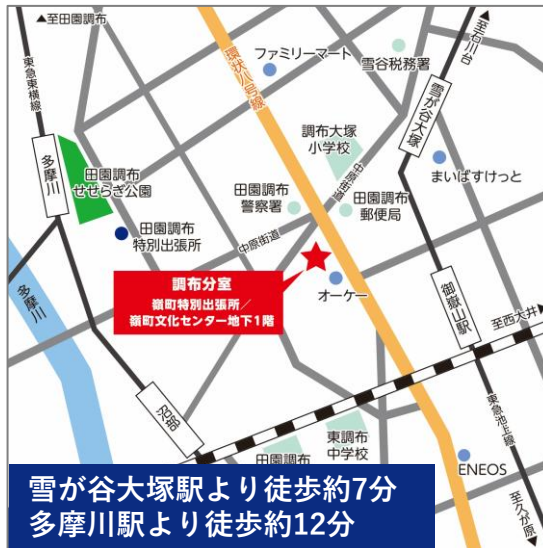 ▲至田園調布
東急東横線
多摩川
田園調布
せせらぎ公園
田園調布
特別出張所
多摩川
沼部
環状八号線
ファミリーマート
雪谷税務署
調布大塚
小学校
中原街道
田園調布
警察署
田園調布
郵便局
中原街道
調布分室
嶺町特別出張所／
嶺町文化センター地下1階
オーケー
▲至石川台
雪が谷大塚
まいばすけっと
御嶽山駅
至西大井▶
東急池上線
至久が原▶
ENEOS
東調布
中学校
田園調布
雪が谷大塚駅より徒歩約7分
多摩川駅より徒歩約12分